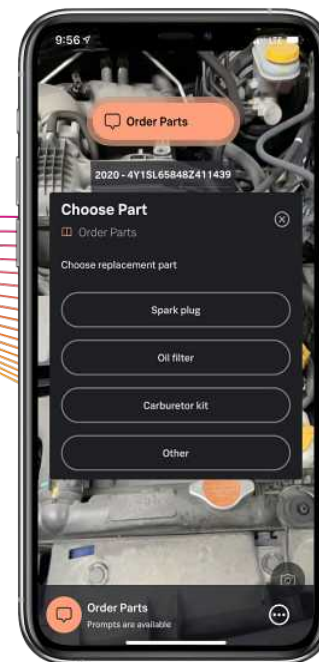 9:56
LTE
Order Parts
2020 - 4Y1SL65848Z411439
Choose Part
Order Parts
Choose replacement part
Spark plug
Oil filter
Carburetor kit
Other
Order Parts
Prompts are available